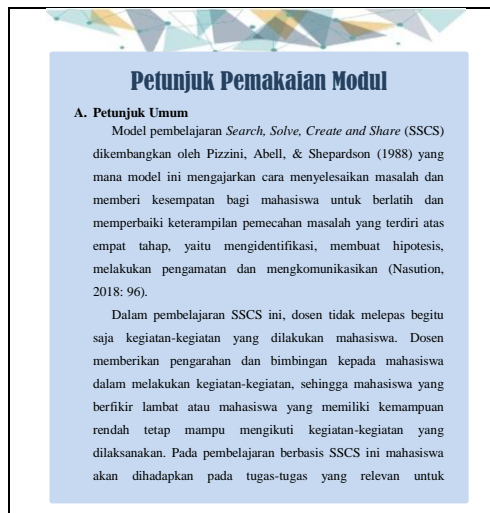 Petunjuk Pemakaian Modul
A. Petunjuk Umum
Model pembelajaran Search, Solve, Create and Share (SSCS)
dikembangkan oleh Pizzini, Abell, & Shepardson (1988) yang
mana model ini mengajarkan cara menyelesaikan masalah dan
memberi kesempatan bagi mahasiswa untuk berlatih dan
memperbaiki keterampilan pemecahan masalah yang terdiri atas
empat tahap, yaitu mengidentifikasi, membuat hipotesis,
melakukan pengamatan dan mengkomunikasikan (Nasution,
2018: 96).
Dalam pembelajaran SSCS ini, dosen tidak melepas begitu
saja kegiatan-kegiatan yang dilakukan mahasiswa. Dosen
memberikan pengarahan dan bimbingan kepada mahasiswa
dalam melakukan kegiatan-kegiatan, sehingga mahasiswa yang
berfikir lambat atau mahasiswa yang memiliki kemampuan
rendah tetap mampu mengikuti kegiatan-kegiatan yang
dilaksanakan. Pada pembelajaran berbasis SSCS ini mahasiswa
akan dihadapkan pada tugas-tugas yang relevan untuk